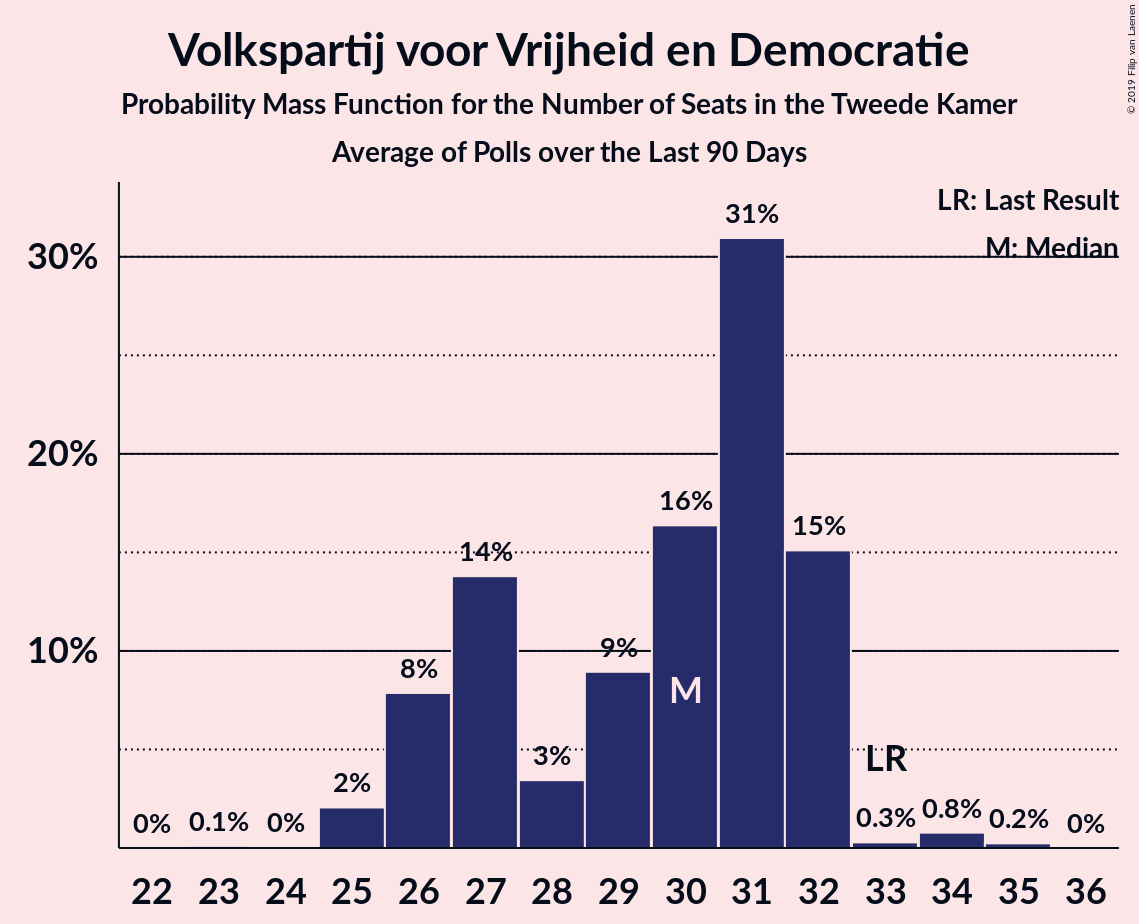 Volkspartij voor Vrijheid en Democratie
Probability Mass Function for the Number of Seats in the Tweede Kamer
Average of Polls over the Last 90 Days
© 2019 Filip van Laenen
LR: Last Result
M: Median
30%
20%
10%
0%
0.1%
0%
2%
8%
14%
3%
9%
16%
31%
15%
0.3%
0.8%
0.2%
0%
M
LR
22 23 24 25 26 27 28 29 30 31 32 33 34 35 36